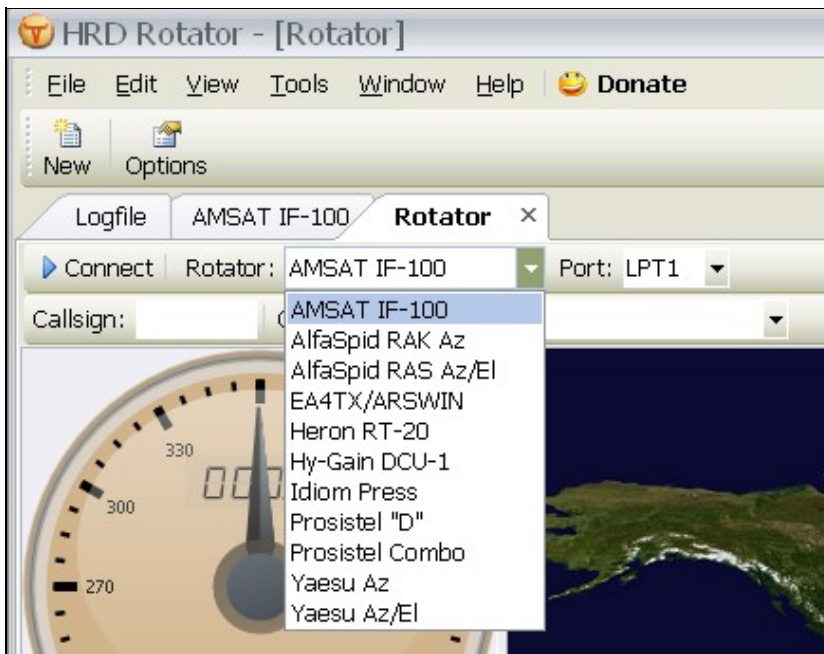 HRD Rotator - [Rotator]
File Edit View Tools Window Help Donate
New Options
Logfile AMSAT IF-100 Rotator ×
Connect Rotator: AMSAT IF-100 Port: LPT1
Callsign:
AMSAT IF-100
AlfaSpid RAK Az
AlfaSpid RAS Az/El
EA4TX/ARSWIN
Heron RT-20
Hy-Gain DCU-1
Idiom Press
Prosistel "D"
Prosistel Combo
Yaesu Az
Yaesu Az/El
330
300
270